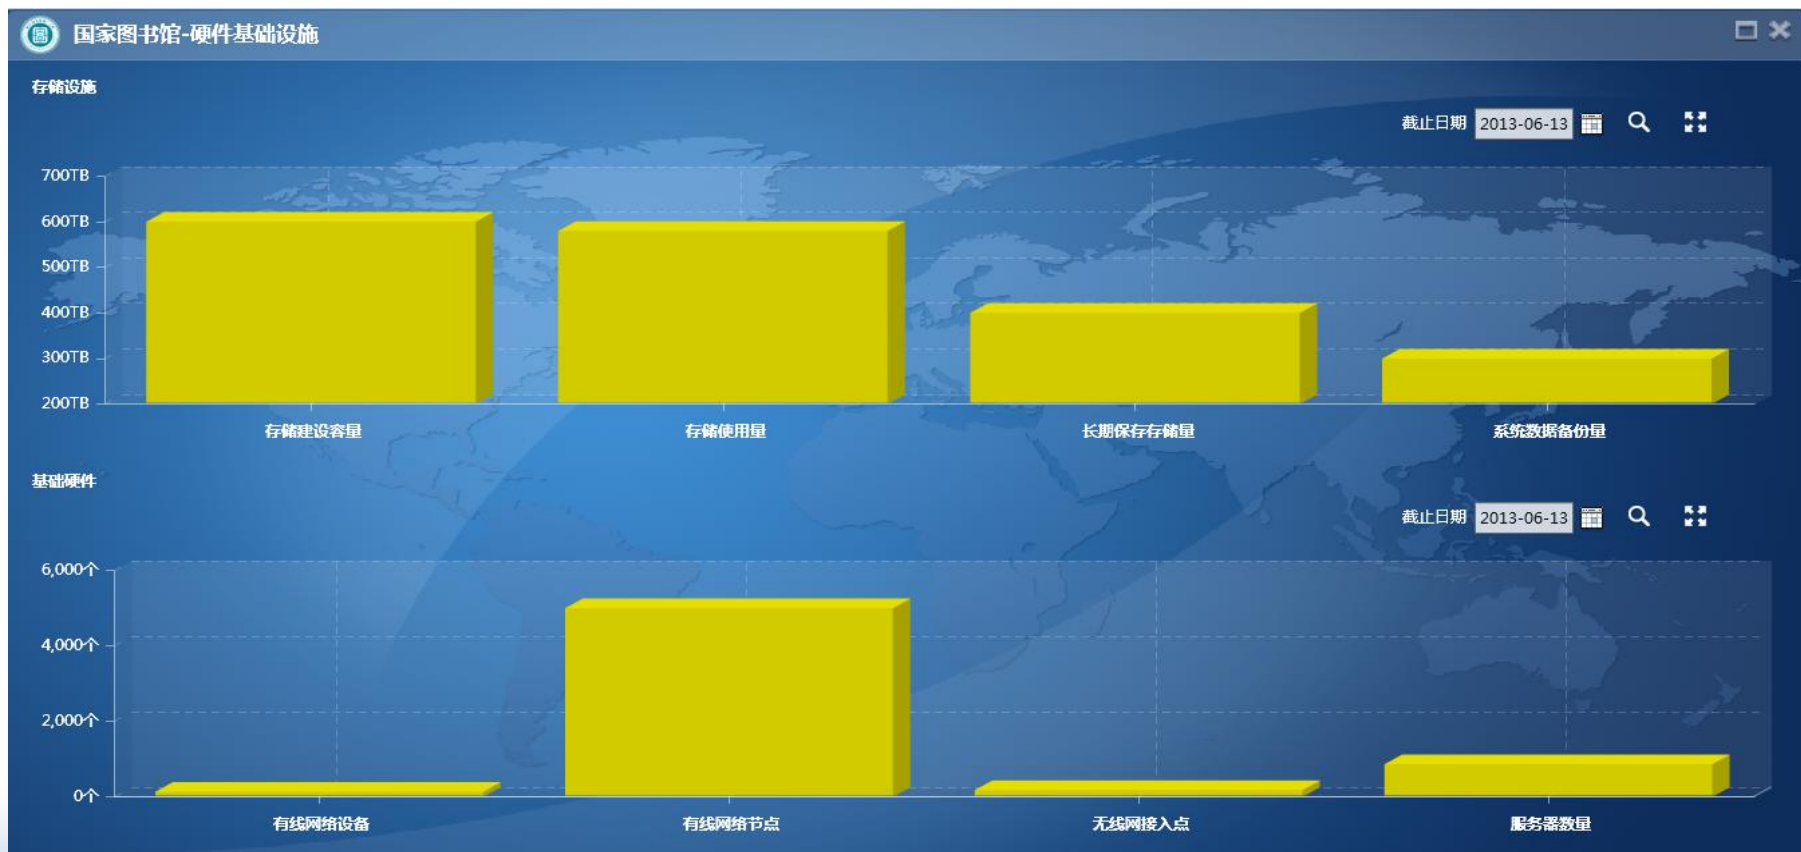 国家图书馆-硬件基础设施
存储设施
截止日期 2013-06-13
700TB
600TB
500TB
400TB
300TB
200TB
存储建设容量 存储使用量 长期保存存储量 系统数据备份量
基础硬件
截止日期 2013-06-13
6,000个
4,000个
2,000个
0个
有线网络设备 有线网络节点 无线网接入点 服务器数量